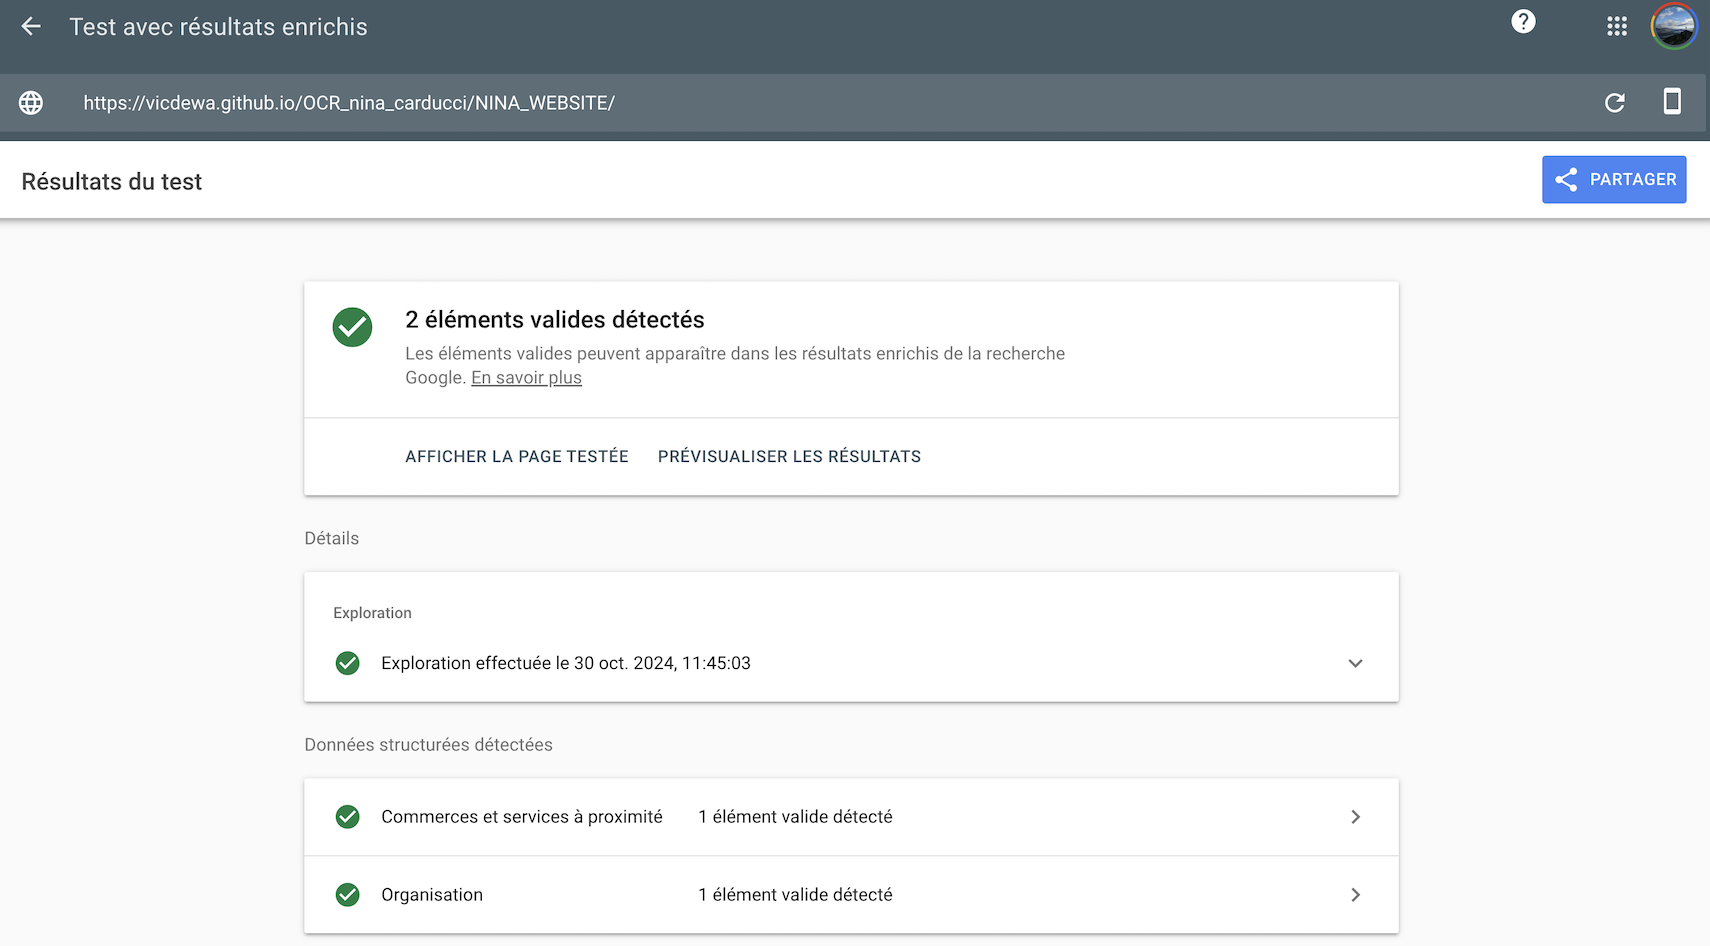 Test avec résultats enrichis
https://vicdewa.github.io/OCR_nina_carducci/NINA_WEBSITE/
Résultats du test
PARTAGER
2 éléments valides détectés
Les éléments valides peuvent apparaître dans les résultats enrichis de la recherche
Google. En savoir plus
AFFICHER LA PAGE TESTÉE PRÉVISUALISER LES RÉSULTATS
Détails
Exploration
Exploration effectuée le 30 oct. 2024, 11:45:03
Données structurées détectées
Commerces et services à proximité 1 élément valide détecté
Organisation 1 élément valide détecté